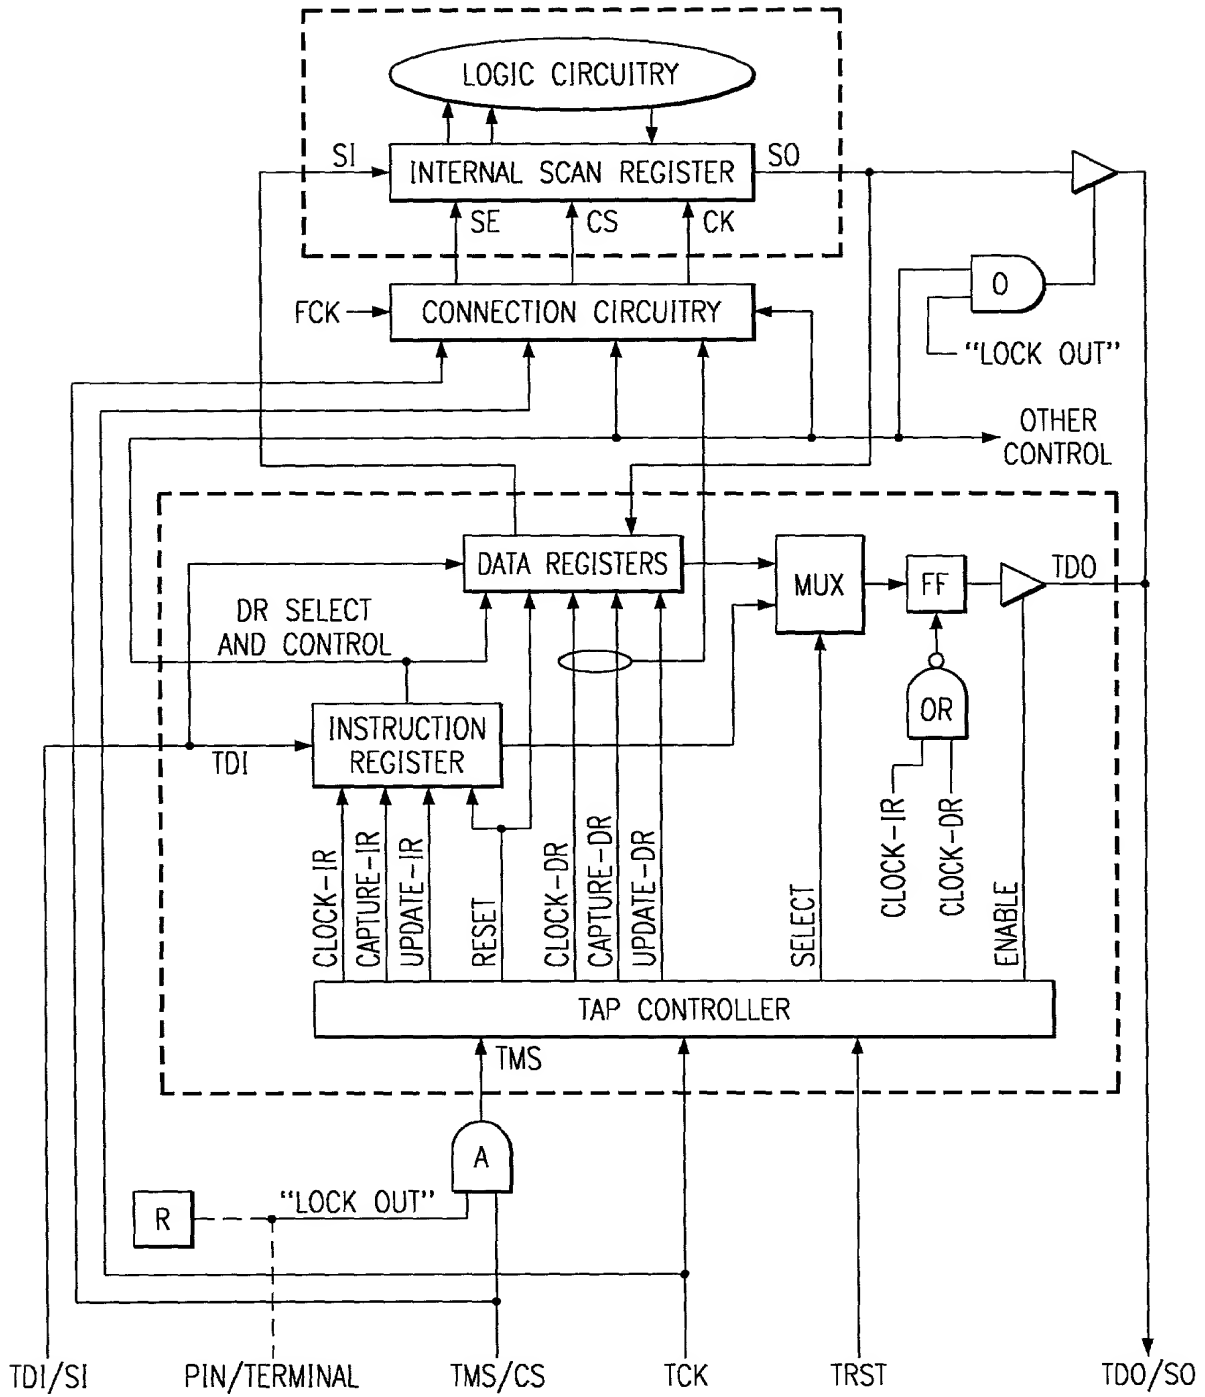 LOGIC CIRCUITRY
SI
INTERNAL SCAN REGISTER
SO
SE
CS
CK
FCK
CONNECTION CIRCUITRY
O
"LOCK OUT"
OTHER
CONTROL
DATA REGISTERS
MUX
FF
TDO
DR SELECT
AND CONTROL
OR
INSTRUCTION
REGISTER
TDI
CLOCK-IR
CAPTURE-IR
UPDATE-IR
RESET
CLOCK-DR
CAPTURE-DR
UPDATE-DR
SELECT
CLOCK-IR
CLOCK-DR
ENABLE
TAP CONTROLLER
TMS
A
R
"LOCK OUT"
TDI/SI
PIN/TERMINAL
TMS/CS
TCK
TRST
TDO/SO